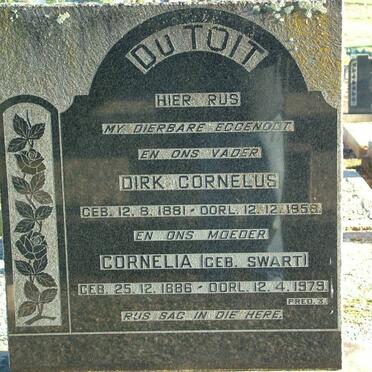 DU TOIT
HIER RUS
MY DIERBARE EGGENOOT
EN ONS VADER
DIRK CORNELUS
GEB. 12. 8. 1881 - OORL. 12. 12. 1956.
EN ONS MOEDER
CORNELIA (GEB. SWART)
GEB. 25. 12. 1886 - OORL. 12. 4. 1979.
PRED. 3.
RUS SAG IN DIE HERE.